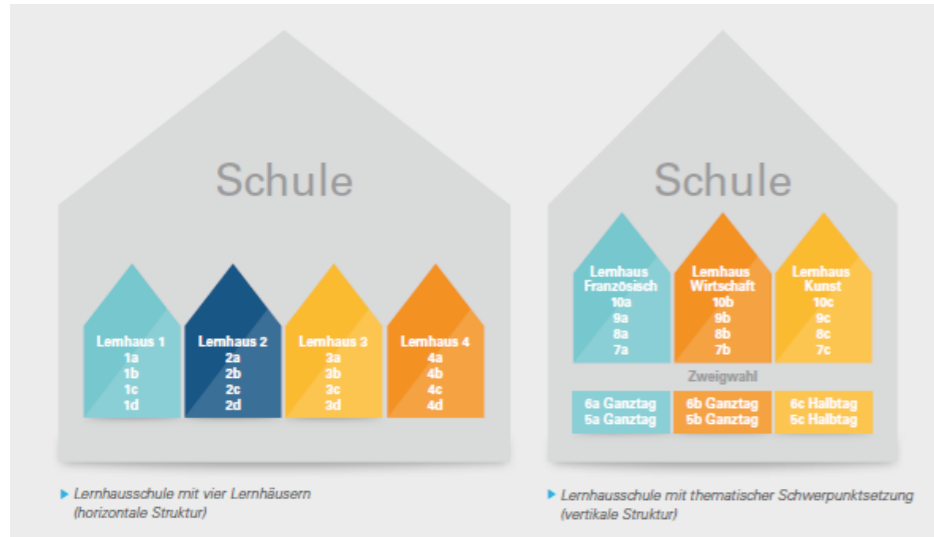 Schule
Lernhaus 1
1a
1b
1c
1d
Lernhaus 2
2a
2b
2c
2d
Lernhaus 3
3a
3b
3c
3d
Lernhaus 4
4a
4b
4c
4d
Lernhausschule mit vier Lernhäusern
(horizontale Struktur)
Schule
Lernhaus
Französisch
10a
9a
8a
7a
Lernhaus
Wirtschaft
10b
9b
8b
7b
Lernhaus
Kunst
10c
9c
8c
7c
Zweigwahl
6a Ganztag
5a Ganztag
6b Ganztag
5b Ganztag
6c Halbtag
5c Halbtag
Lernhausschule mit thematischer Schwerpunktsetzung
(vertikale Struktur)